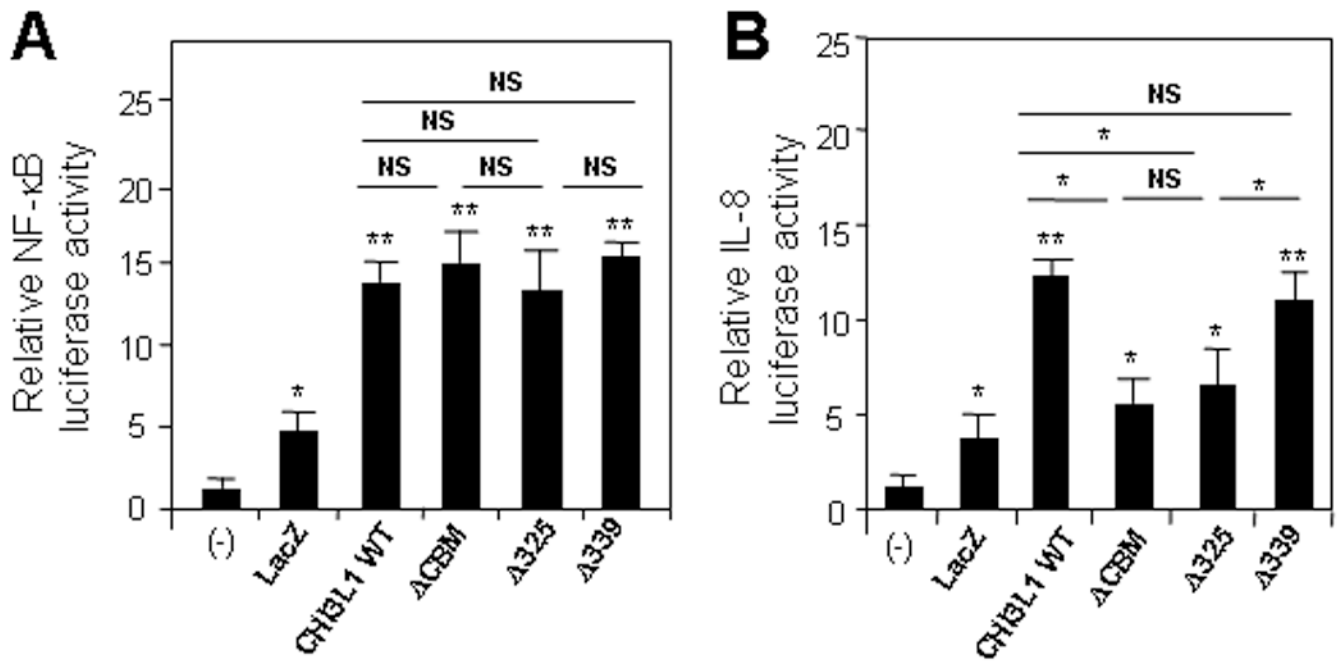 A
Relative NF-κB
luciferase activity
25
20
15
10
5
0
NS
NS
NS
NS
NS
*
**
**
**
**
(-)
LacZ
CHI3L1 WT
ΔCBM
Δ325
Δ339
B
Relative IL-8
luciferase activity
25
20
15
10
5
0
NS
*
*
NS
*
*
**
*
*
**
(-)
LacZ
CHI3L1 WT
ΔCBM
Δ325
Δ339